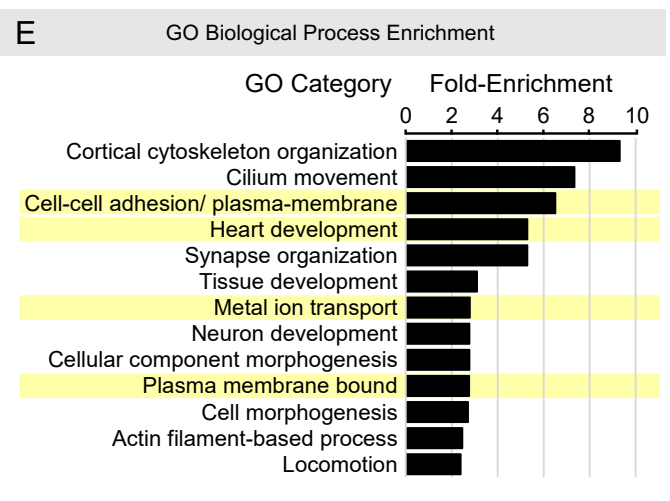 E GO Biological Process Enrichment
GO Category Fold-Enrichment
0 2 4 6 8 10
Cortical cytoskeleton organization
Cilium movement
Cell-cell adhesion/ plasma-membrane
Heart development
Synapse organization
Tissue development
Metal ion transport
Neuron development
Cellular component morphogenesis
Plasma membrane bound
Cell morphogenesis
Actin filament-based process
Locomotion